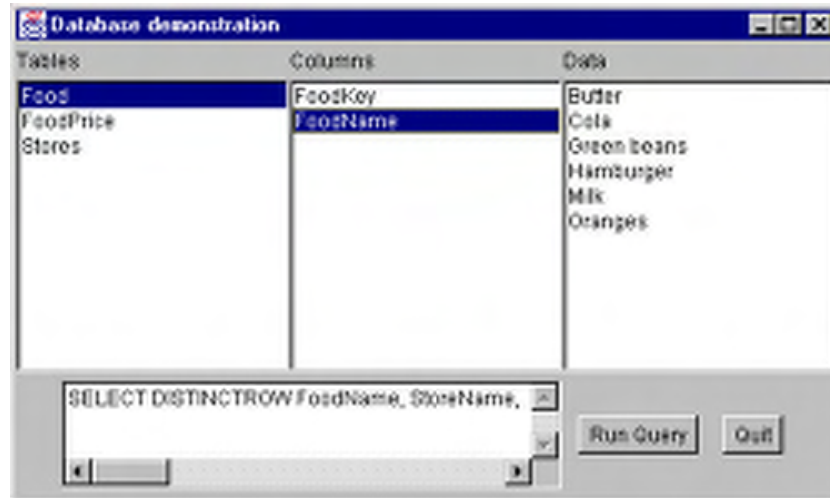 Database demonstration
Tables
Columns
Data
Food
FoodPrice
Stores
FoodKey
FoodName
Butter
Cola
Green beans
Hamburger
Milk
Oranges
SELECT DISTINCTROW FoodName, StoreName,
Run Query
Quit